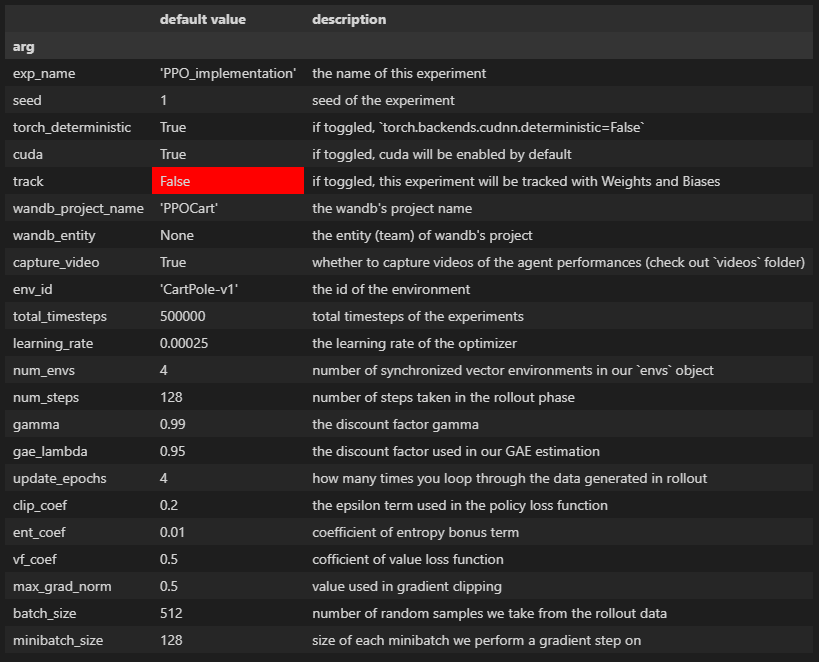 default value description
arg
exp_name 'PPO_implementation' the name of this experiment
seed 1 seed of the experiment
torch_deterministic True if toggled, `torch.backends.cudnn.deterministic=False`
cuda True if toggled, cuda will be enabled by default
track False if toggled, this experiment will be tracked with Weights and Biases
wandb_project_name 'PPOCart' the wandb's project name
wandb_entity None the entity (team) of wandb's project
capture_video True whether to capture videos of the agent performances (check out `videos` folder)
env_id 'CartPole-v1' the id of the environment
total_timesteps 500000 total timesteps of the experiments
learning_rate 0.00025 the learning rate of the optimizer
num_envs 4 number of synchronized vector environments in our `envs` object
num_steps 128 number of steps taken in the rollout phase
gamma 0.99 the discount factor gamma
gae_lambda 0.95 the discount factor used in our GAE estimation
update_epochs 4 how many times you loop through the data generated in rollout
clip_coef 0.2 the epsilon term used in the policy loss function
ent_coef 0.01 coefficient of entropy bonus term
vf_coef 0.5 cofficient of value loss function
max_grad_norm 0.5 value used in gradient clipping
batch_size 512 number of random samples we take from the rollout data
minibatch_size 128 size of each minibatch we perform a gradient step on